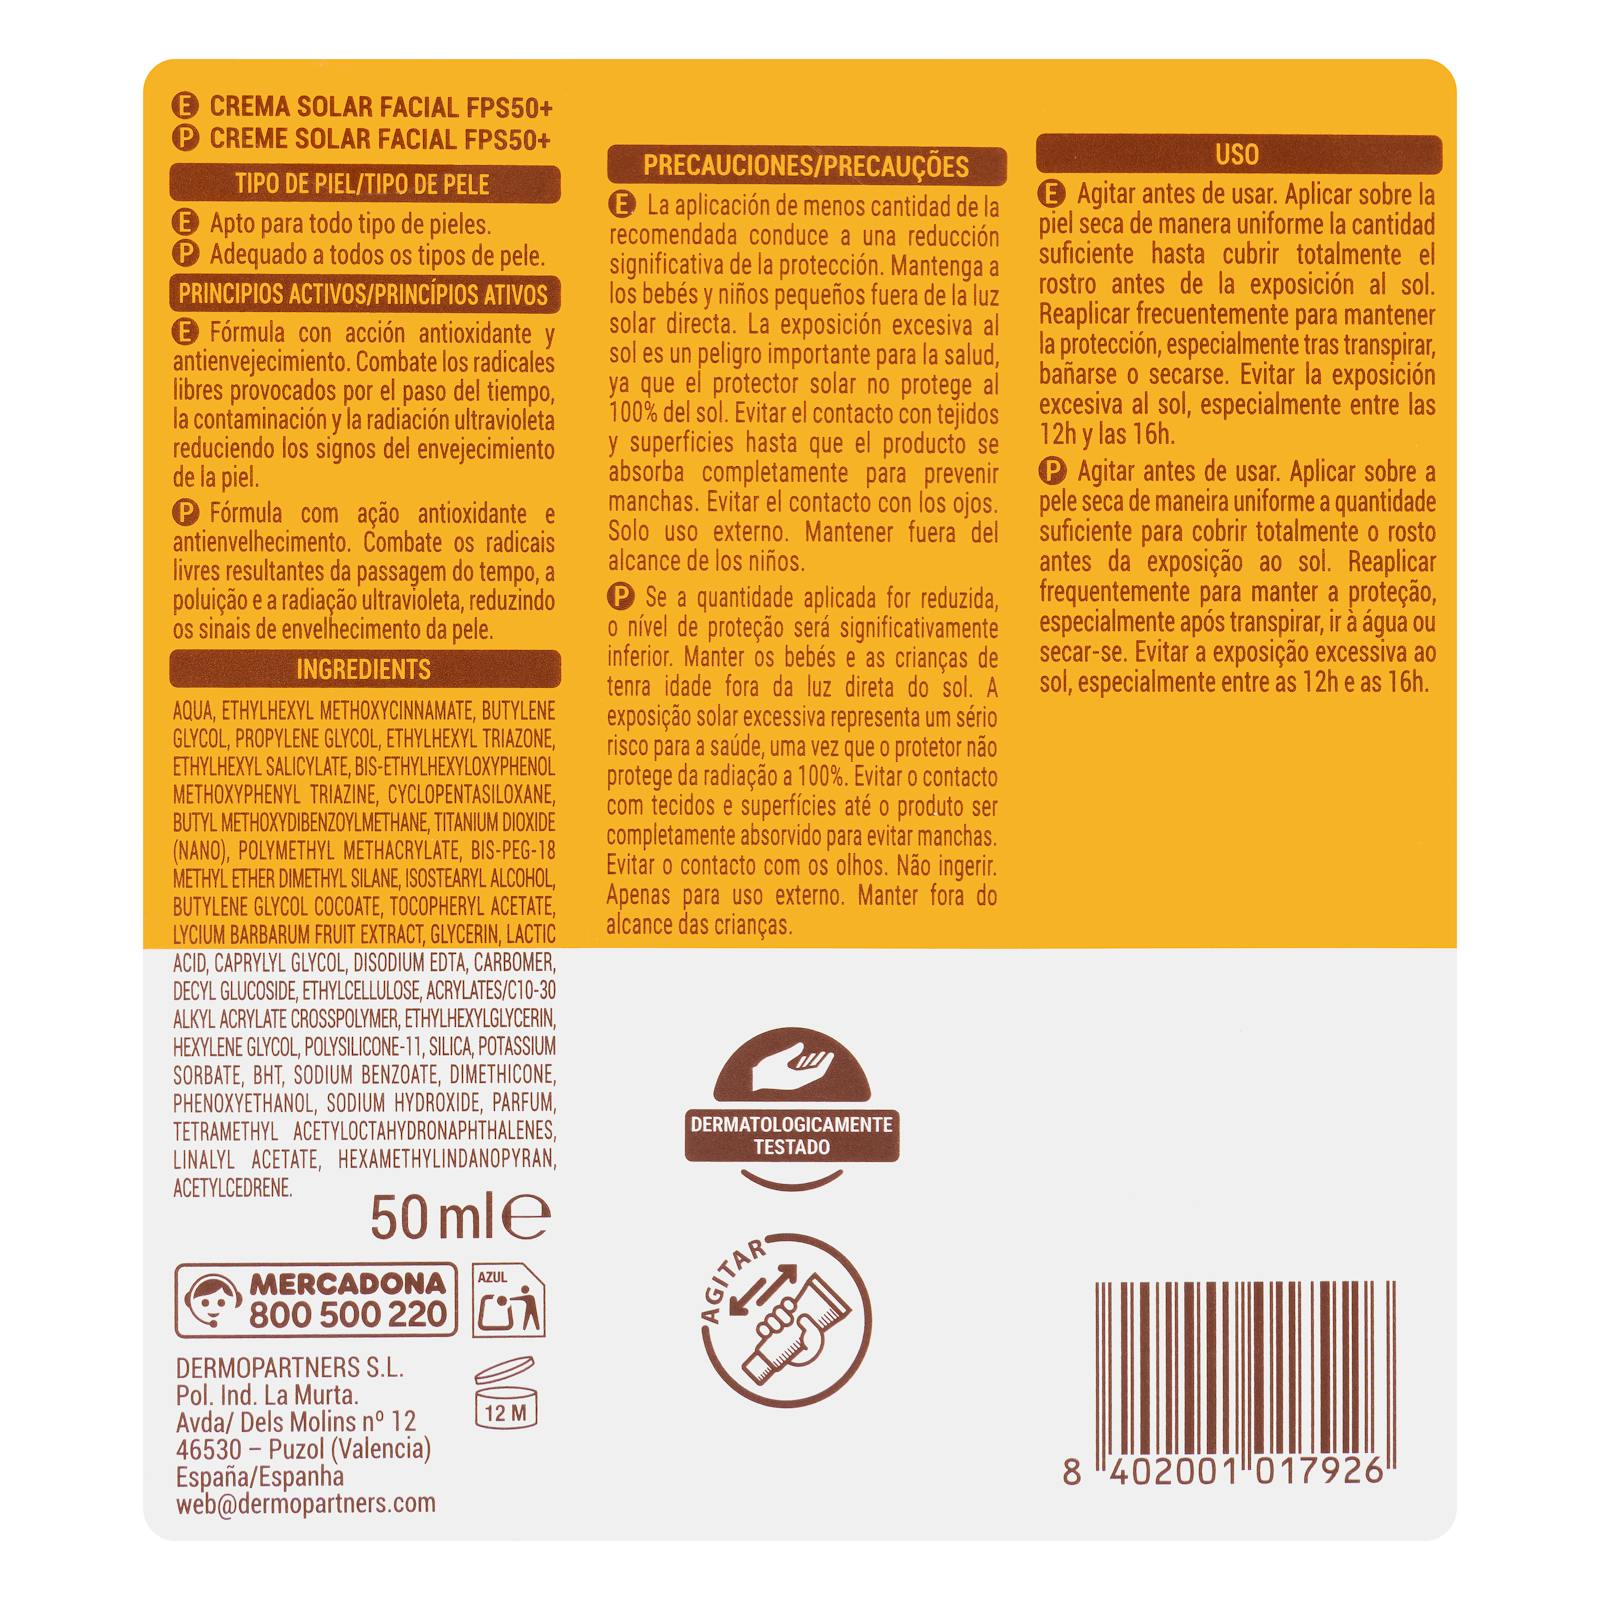 E CREMA SOLAR FACIAL FPS50+
P CREME SOLAR FACIAL FPS50+
TIPO DE PIEL/TIPO DE PELE
E Apto para todo tipo de pieles.
P Adequado a todos os tipos de pele.
PRINCIPIOS ACTIVOS/PRINCÍPIOS ATIVOS
E Fórmula con acción antioxidante y
antienvejecimiento. Combate los radicales
libres provocados por el paso del tiempo,
la contaminación y la radiación ultravioleta
reduciendo los signos del envejecimiento
de la piel.
P Fórmula com ação antioxidante e
antienvelhecimento. Combate os radicais
livres resultantes da passagem do tempo, a
poluição e a radiação ultravioleta, reduzindo
os sinais de envelhecimento da pele.
INGREDIENTS
AQUA, ETHYLHEXYL METHOXYCINNAMATE, BUTYLENE
GLYCOL, PROPYLENE GLYCOL, ETHYLHEXYL TRIAZONE,
ETHYLHEXYL SALICYLATE, BIS-ETHYLHEXYLOXYPHENOL
METHOXYPHENYL TRIAZINE, CYCLOPENTASILOXANE,
BUTYL METHOXYDIBENZOYLMETHANE, TITANIUM DIOXIDE
(NANO), POLYMETHYL METHACRYLATE, BIS-PEG-18
METHYL ETHER DIMETHYL SILANE, ISOSTEARYL ALCOHOL,
BUTYLENE GLYCOL COCOATE, TOCOPHERYL ACETATE,
LYCIUM BARBARUM FRUIT EXTRACT, GLYCERIN, LACTIC
ACID, CAPRYLYL GLYCOL, DISODIUM EDTA, CARBOMER,
DECYL GLUCOSIDE, ETHYLCELLULOSE, ACRYLATES/C10-30
ALKYL ACRYLATE CROSSPOLYMER, ETHYLHEXYLGLYCERIN,
HEXYLENE GLYCOL, POLYSILICONE-11, SILICA, POTASSIUM
SORBATE, BHT, SODIUM BENZOATE, DIMETHICONE,
PHENOXYETHANOL, SODIUM HYDROXIDE, PARFUM,
TETRAMETHYL ACETYLOCTAHYDRONAPHTHALENES,
LINALYL ACETATE, HEXAMETHYLINDANOPYRAN,
ACETYLCEDRENE.
50 ml e
MERCADONA
800 500 220
AZUL
DERMOPARTNERS S.L.
Pol. Ind. La Murta.
Avda/ Dels Molins nº 12
46530 – Puzol (Valencia)
España/Espanha
web@dermopartners.com
12 M
PRECAUCIONES/PRECAUÇÕES
E La aplicación de menos cantidad de la
recomendada conduce a una reducción
significativa de la protección. Mantenga a
los bebés y niños pequeños fuera de la luz
solar directa. La exposición excesiva al
sol es un peligro importante para la salud,
ya que el protector solar no protege al
100% del sol. Evitar el contacto con tejidos
y superficies hasta que el producto se
absorba completamente para prevenir
manchas. Evitar el contacto con los ojos.
Solo uso externo. Mantener fuera del
alcance de los niños.
P Se a quantidade aplicada for reduzida,
o nível de proteção será significativamente
inferior. Manter os bebés e as crianças de
tenra idade fora da luz direta do sol. A
exposição solar excessiva representa um sério
risco para a saúde, uma vez que o protetor não
protege da radiação a 100%. Evitar o contacto
com tecidos e superfícies até o produto ser
completamente absorvido para evitar manchas.
Evitar o contacto com os olhos. Não ingerir.
Apenas para uso externo. Manter fora do
alcance das crianças.
DERMATOLOGICAMENTE
TESTADO
AGITAR
USO
E Agitar antes de usar. Aplicar sobre la
piel seca de manera uniforme la cantidad
suficiente hasta cubrir totalmente el
rostro antes de la exposición al sol.
Reaplicar frecuentemente para mantener
la protección, especialmente tras transpirar,
bañarse o secarse. Evitar la exposición
excesiva al sol, especialmente entre las
12h y las 16h.
P Agitar antes de usar. Aplicar sobre a
pele seca de maneira uniforme a quantidade
suficiente para cobrir totalmente o rosto
antes da exposição ao sol. Reaplicar
frequentemente para manter a proteção,
especialmente após transpirar, ir à água ou
secar-se. Evitar a exposição excessiva ao
sol, especialmente entre as 12h e as 16h.
8 402001 017926